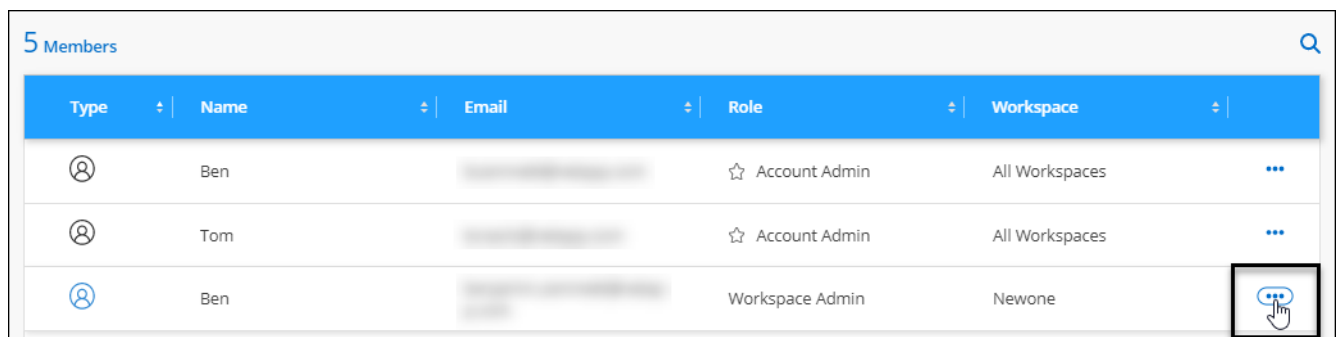 5 Members
Type Name Email Role Workspace
Ben Account Admin All Workspaces
Tom Account Admin All Workspaces
Ben Workspace Admin Newone